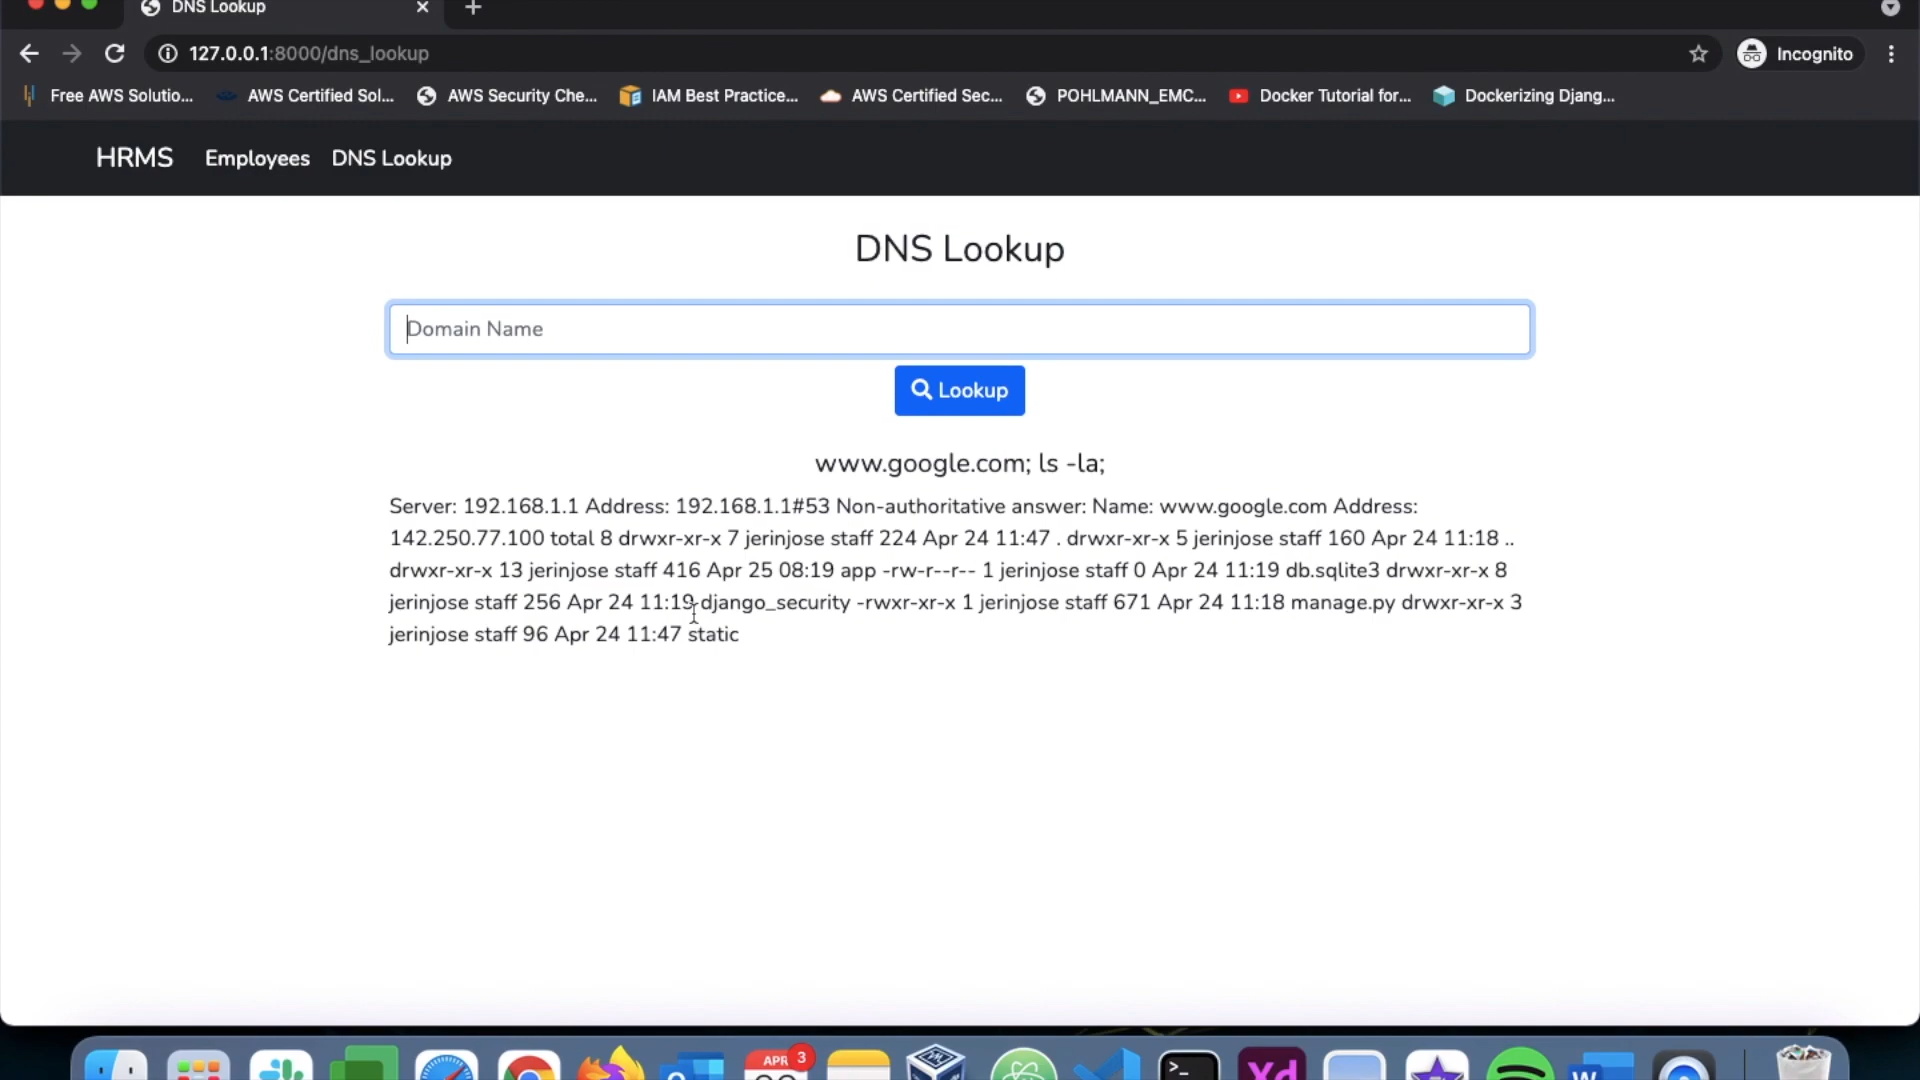 DNS Lookup
127.0.0.1:8000/dns_lookup
Incognito
Free AWS Solutio...
AWS Certified Sol...
AWS Security Che...
IAM Best Practice...
AWS Certified Sec...
POHLMANN_EMC...
Docker Tutorial for...
Dockerizing Djang...
HRMS Employees DNS Lookup
DNS Lookup
Domain Name
Lookup
www.google.com; ls -la;
Server: 192.168.1.1 Address: 192.168.1.1#53 Non-authoritative answer: Name: www.google.com Address:
142.250.77.100 total 8 drwxr-xr-x 7 jerinjose staff 224 Apr 24 11:47 . drwxr-xr-x 5 jerinjose staff 160 Apr 24 11:18 ..
drwxr-xr-x 13 jerinjose staff 416 Apr 25 08:19 app -rw-r--r-- 1 jerinjose staff 0 Apr 24 11:19 db.sqlite3 drwxr-xr-x 8
jerinjose staff 256 Apr 24 11:19 django_security -rwxr-xr-x 1 jerinjose staff 671 Apr 24 11:18 manage.py drwxr-xr-x 3
jerinjose staff 96 Apr 24 11:47 static
APR
3
>_
Xd
W